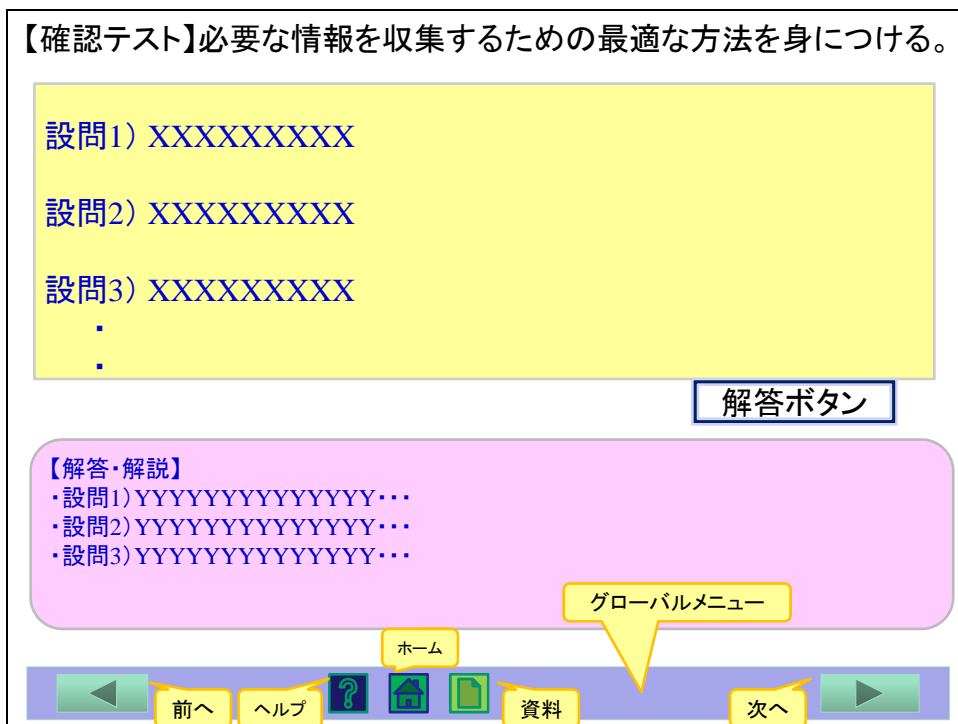 【確認テスト】必要な情報を収集するための最適な方法を身につける。
設問1) XXXXXXXXX
設問2) XXXXXXXXX
設問3) XXXXXXXXX
・
・
解答ボタン
【解答・解説】
・設問1)YYYYYYYYYYYYYY・・・
・設問2)YYYYYYYYYYYYYY・・・
・設問3)YYYYYYYYYYYYYY・・・
グローバルメニュー
ホーム
前へ
ヘルプ
?
資料
次へ